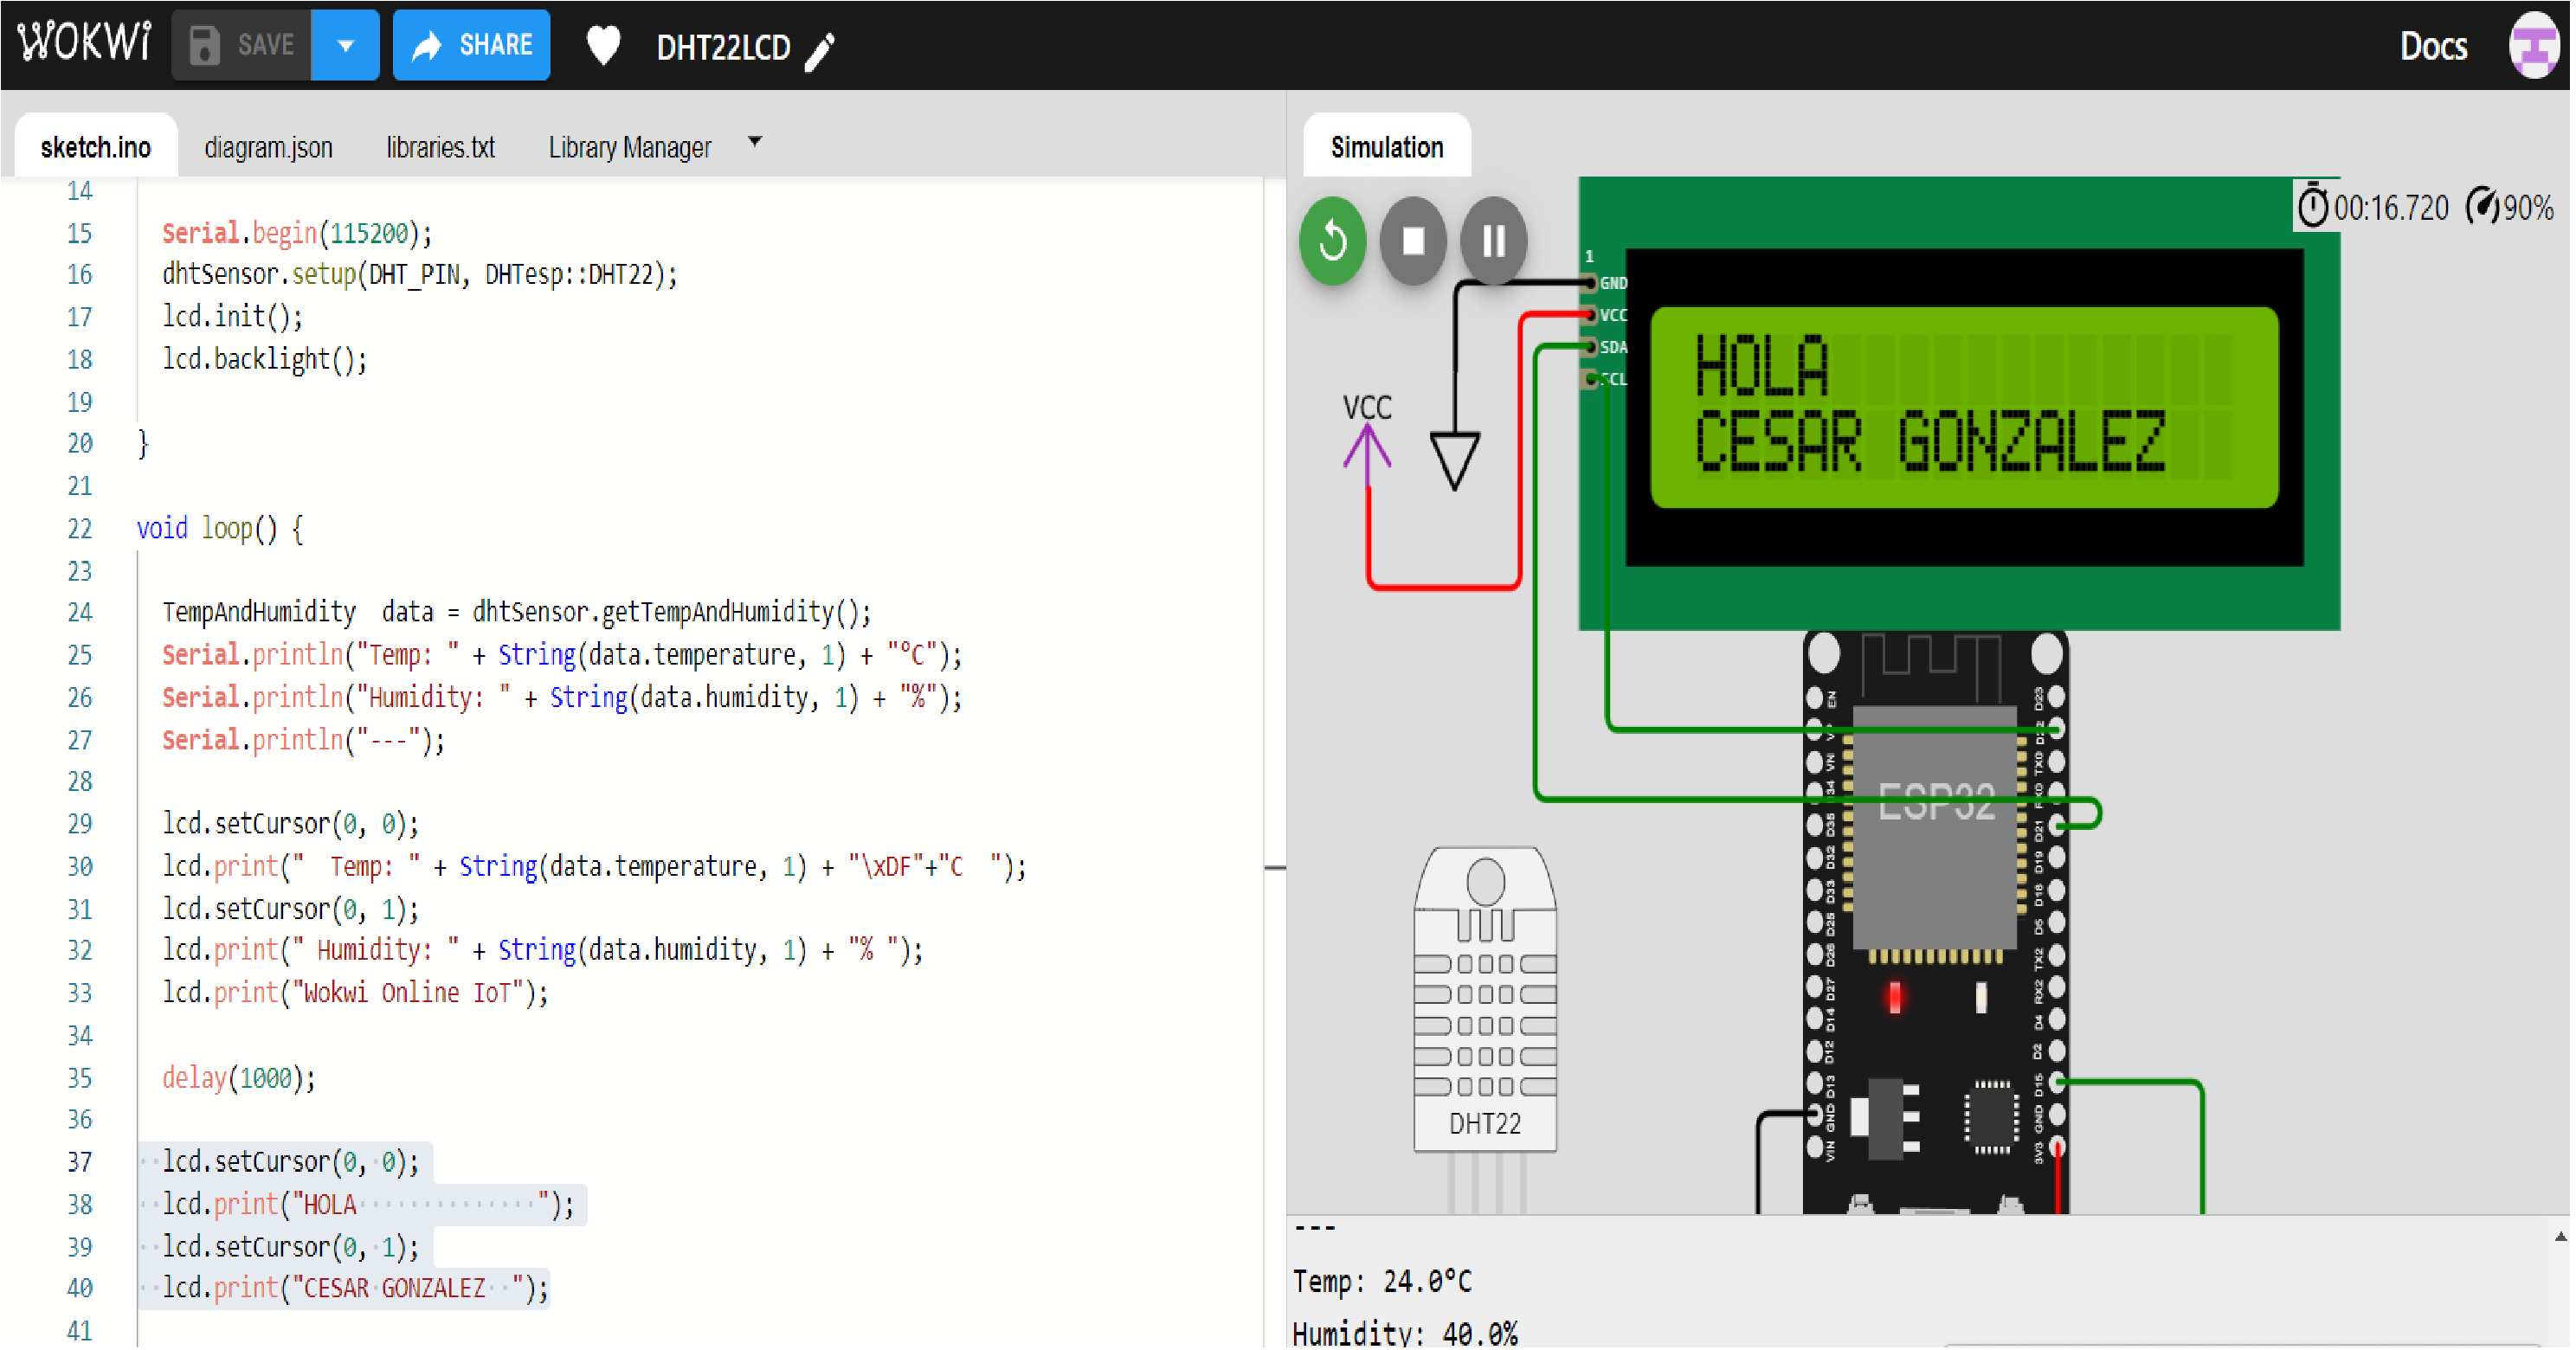 WOKWi SAVE SHARE DHT22LCD Docs
sketch.ino diagram.json libraries.txt Library Manager
14
15 Serial.begin(115200);
16 dhtSensor.setup(DHT_PIN, DHTesp::DHT22);
17 lcd.init();
18 lcd.backlight();
19
20 }
21
22 void loop() {
23
24 TempAndHumidity  data = dhtSensor.getTempAndHumidity();
25 Serial.println("Temp: " + String(data.temperature, 1) + "°C");
26 Serial.println("Humidity: " + String(data.humidity, 1) + "%");
27 Serial.println("---");
28
29 lcd.setCursor(0, 0);
30 lcd.print("  Temp: " + String(data.temperature, 1) + "\xDF"+"C  ");
31 lcd.setCursor(0, 1);
32 lcd.print(" Humidity: " + String(data.humidity, 1) + "% ");
33 lcd.print("Wokwi Online IoT");
34
35 delay(1000);
36
37 lcd.setCursor(0, 0);
38 lcd.print("HOLA              ");
39 lcd.setCursor(0, 1);
40 lcd.print("CESAR GONZALEZ  ");
41
Simulation
00:16.720 90%
1
GND
VCC
SDA
SCL
HOLA
CESAR GONZALEZ
VCC
ESP32
EN
VN
D35
D32
D33
D25
D26
D27
D14
D12
D13
GND
VIN
D23
D22
TX0
RX0
D21
D19
D18
D5
TX2
RX2
D4
D2
D15
GND
3V3
DHT22
---
Temp: 24.0°C
Humidity: 40.0%